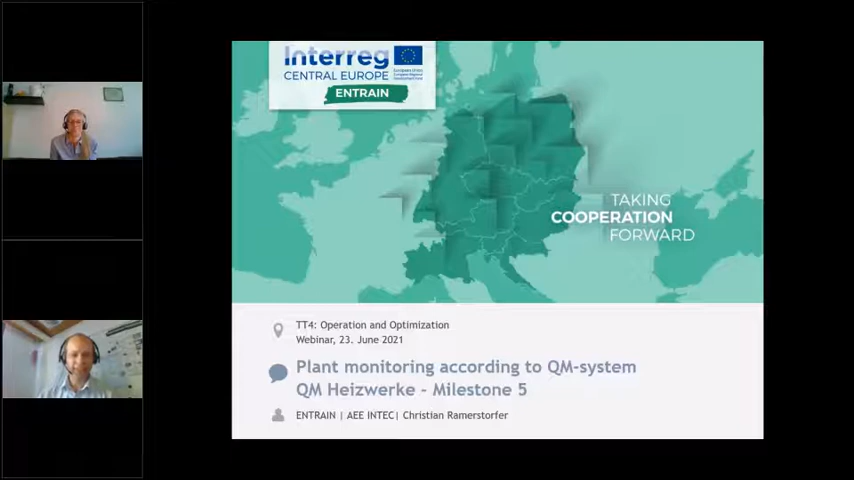 Interreg
CENTRAL EUROPE
ENTRAIN
TAKING
COOPERATION
FORWARD
TT4: Operation and Optimization
Webinar, 23. June 2021
Plant monitoring according to QM-system
QM Heizwerke - Milestone 5
ENTRAIN | AEE INTEC| Christian Ramerstorfer